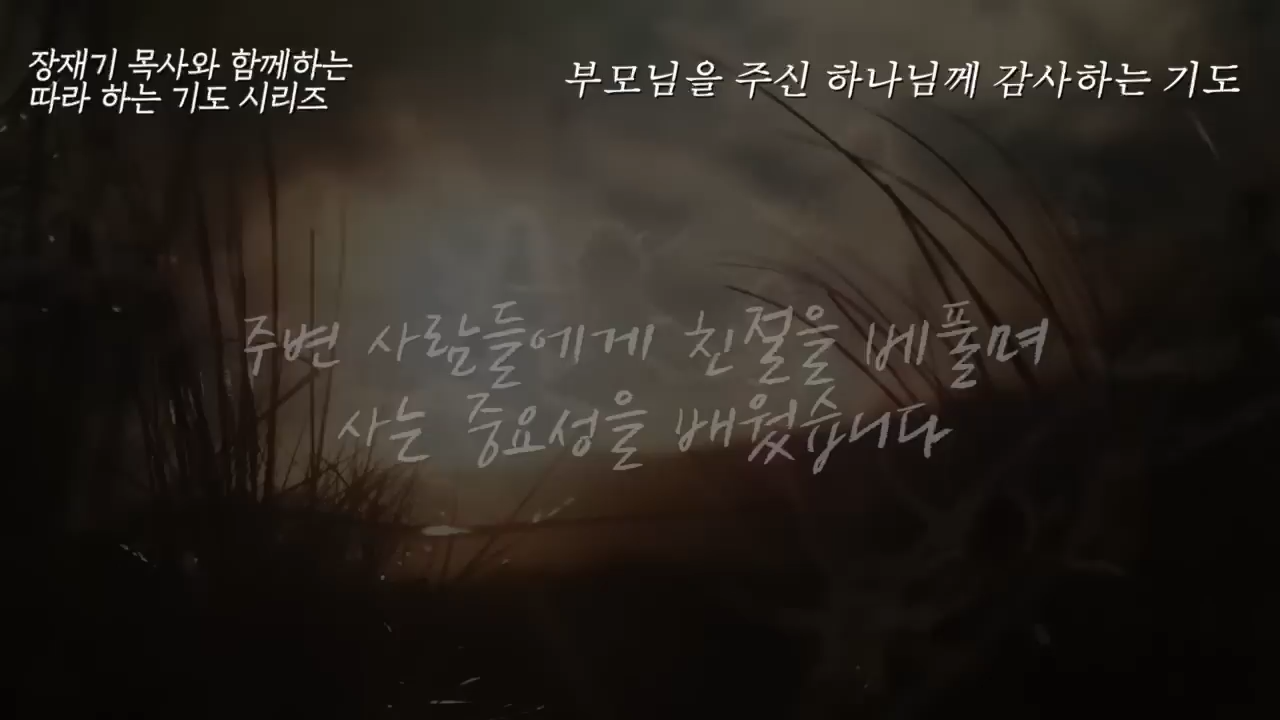 장재기 목사와 함께하는
따라 하는 기도 시리즈
부모님을 주신 하나님께 감사하는 기도
주변 사람들에게 친절을 베풀며
사는 중요성을 배웠습니다